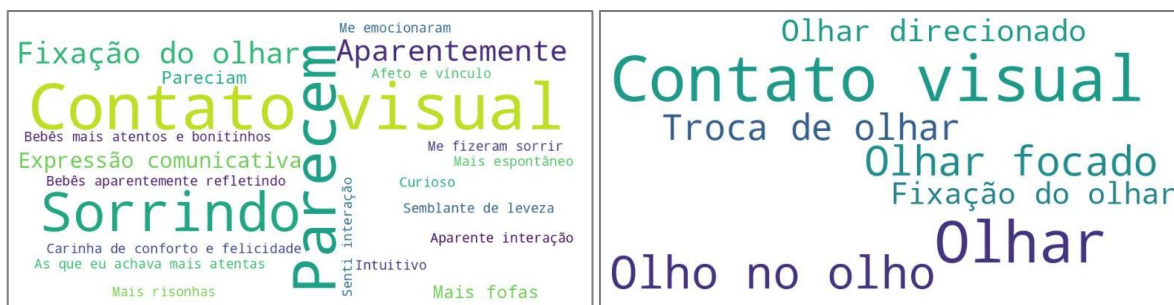 Me emocionaram
Fixação do olhar
Aparentemente
Pareciam
Afeto e vínculo
Contato visual
Parecem
Bebês mais atentos e bonitinhos
Me fizeram sorrir
Expressão comunicativa
Mais espontâneo
Bebês aparentemente refletindo
Curioso
Sorrindo
Senti interação
Semblante de leveza
Carinha de conforto e felicidade
Aparente interação
As que eu achava mais atentas
Intuitivo
Mais risonhas
Mais fofas
Olhar direcionado
Contato visual
Troca de olhar
Olhar focado
Fixação do olhar
Olhar
Olho no olho